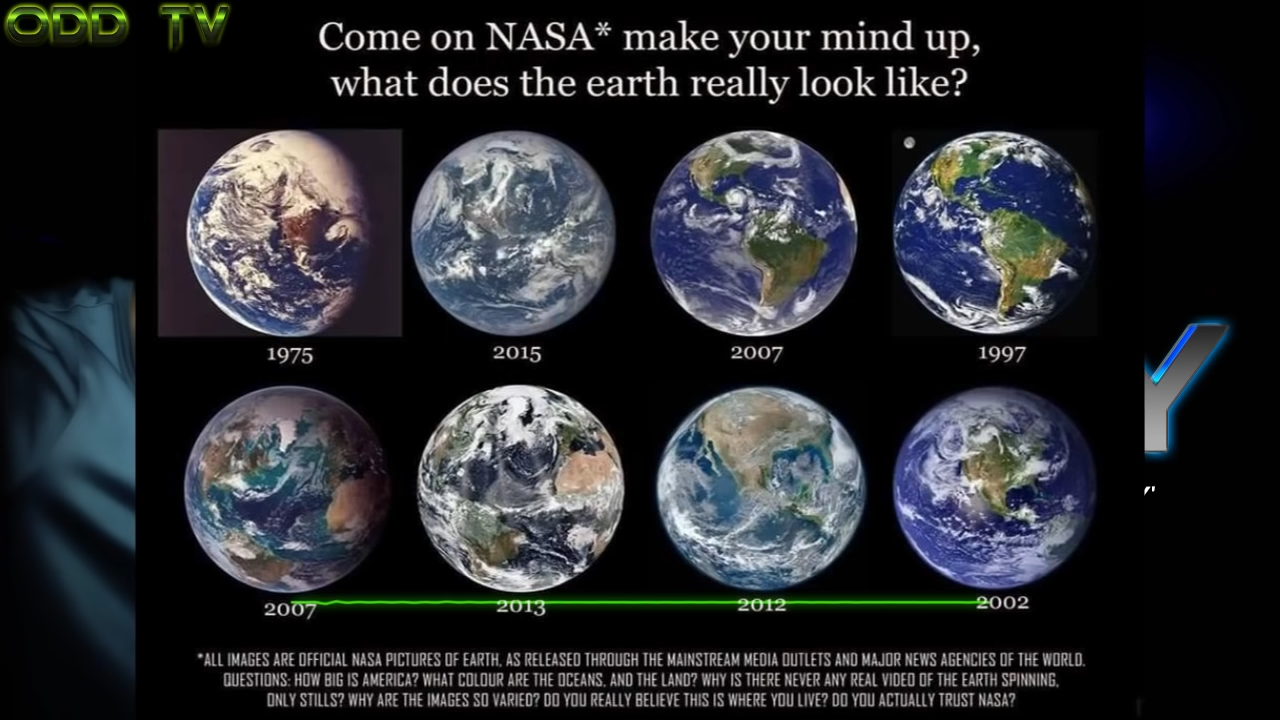 ODD TV
Come on NASA* make your mind up,
what does the earth really look like?
1975
2015
2007
1997
2007
2013
2012
2002
*ALL IMAGES ARE OFFICIAL NASA PICTURES OF EARTH, AS RELEASED THROUGH THE MAINSTREAM MEDIA OUTLETS AND MAJOR NEWS AGENCIES OF THE WORLD.
QUESTIONS: HOW BIG IS AMERICA? WHAT COLOUR ARE THE OCEANS, AND THE LAND? WHY IS THERE NEVER ANY REAL VIDEO OF THE EARTH SPINNING,
ONLY STILLS? WHY ARE THE IMAGES SO VARIED? DO YOU REALLY BELIEVE THIS IS WHERE YOU LIVE? DO YOU ACTUALLY TRUST NASA?